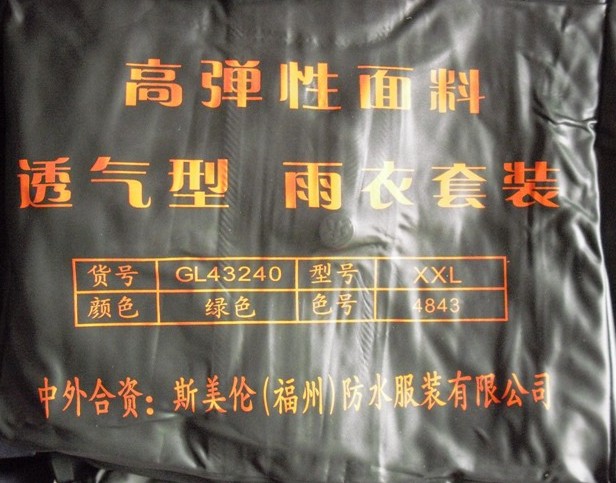 高弹性面料
透气型 雨衣套装
货号 GL43240 型号 XXL
颜色 绿色 色号 4843
中外合资：斯美伦(福州)防水服装有限公司